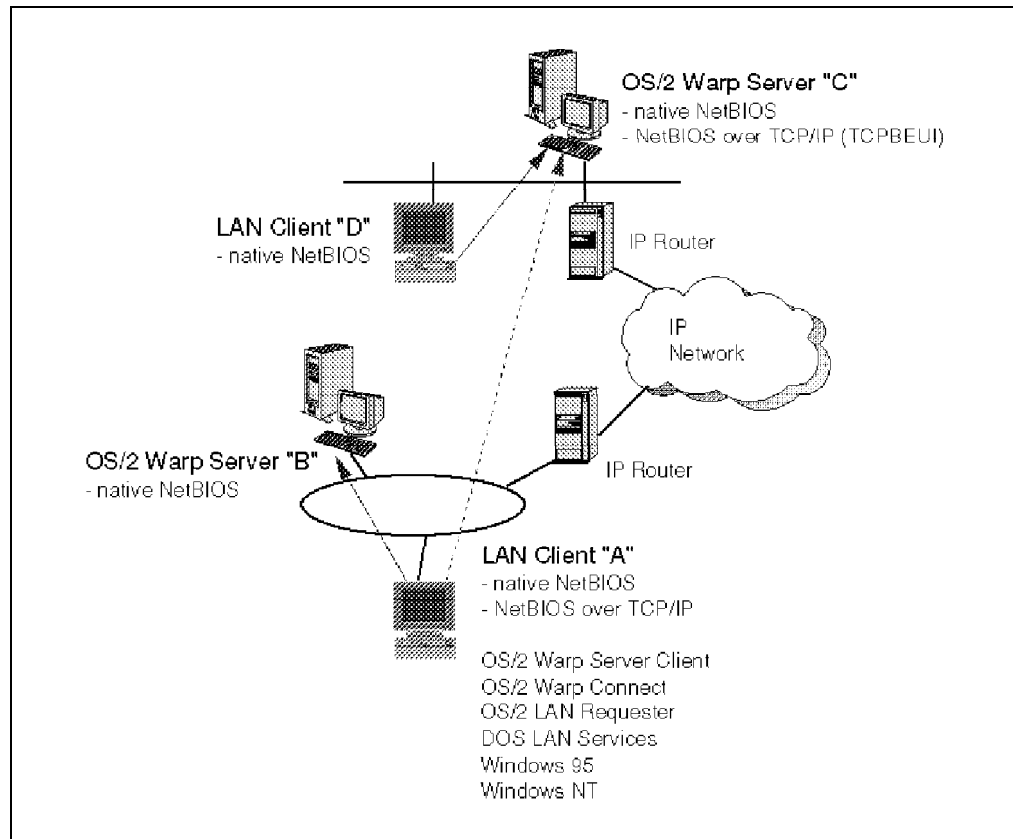 OS/2 Warp Server "C"
- native NetBIOS
- NetBIOS over TCP/IP (TCPBEUI)
LAN Client "D"
- native NetBIOS
IP Router
IP
Network
OS/2 Warp Server "B"
- native NetBIOS
IP Router
LAN Client "A"
- native NetBIOS
- NetBIOS over TCP/IP
OS/2 Warp Server Client
OS/2 Warp Connect
OS/2 LAN Requester
DOS LAN Services
Windows 95
Windows NT